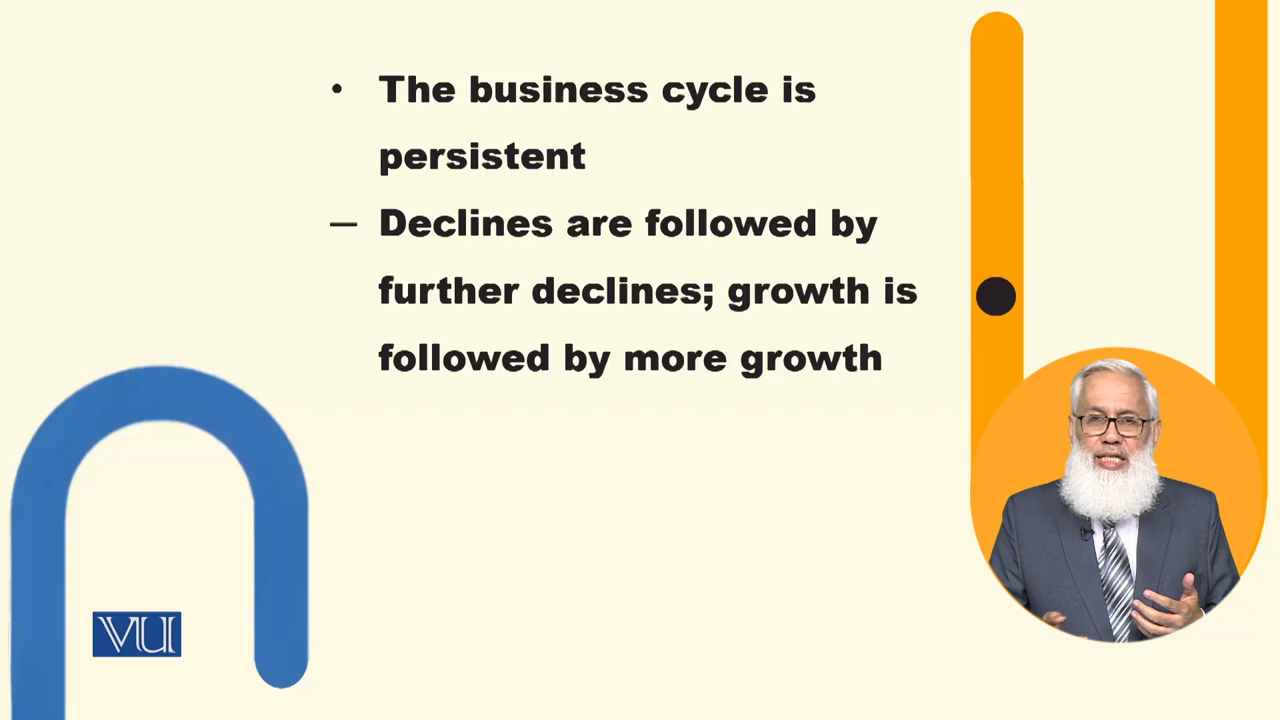 • The business cycle is
persistent
— Declines are followed by
further declines; growth is
followed by more growth
VU